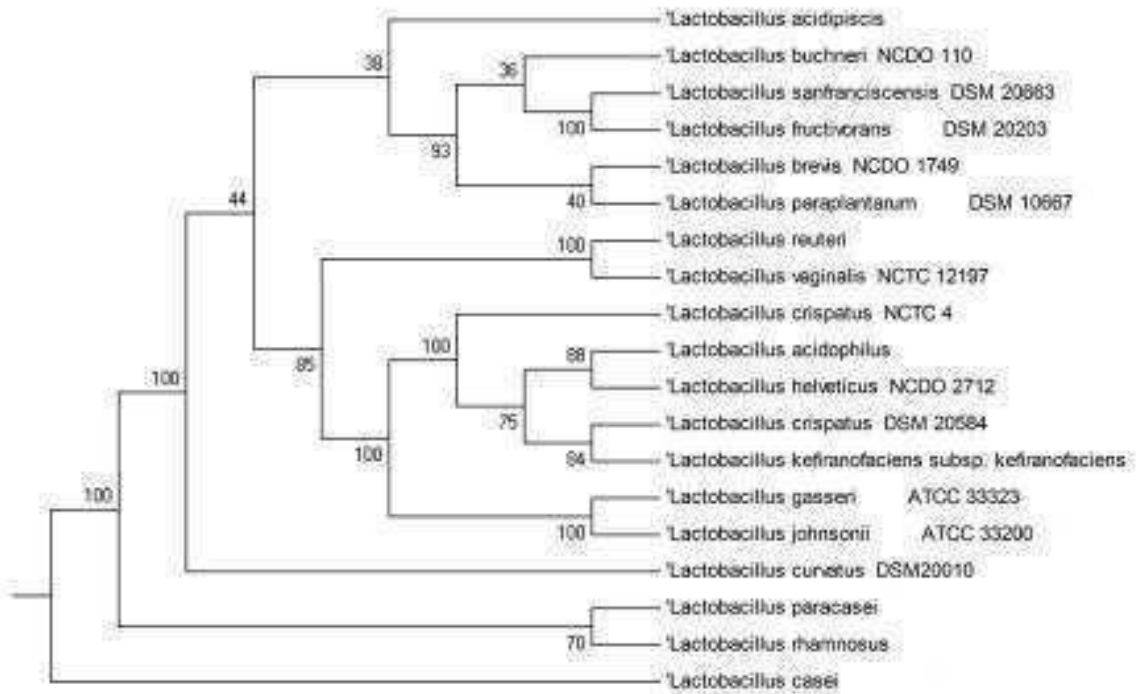 'Lactobacillus acidipiscis
38
36
'Lactobacillus buchneri NCDO 110
'Lactobacillus sanfranciscensis DSM 20663
100
'Lactobacillus fructivorans DSM 20203
93
'Lactobacillus brevis NCDO 1749
44
40
'Lactobacillus paraplantarum DSM 10667
100
'Lactobacillus reuteri
'Lactobacillus vaginalis NCTC 12197
'Lactobacillus crispatus NCTC 4
100
88
'Lactobacillus acidophilus
95
100
'Lactobacillus helveticus NCDO 2712
75
'Lactobacillus crispatus DSM 20584
100
84
'Lactobacillus kefiranofaciens subsp. kefiranofaciens
100
'Lactobacillus gasseri ATCC 33323
100
'Lactobacillus johnsonii ATCC 33200
'Lactobacillus curvatus DSM20010
'Lactobacillus paracasei
70
'Lactobacillus rhamnosus
'Lactobacillus casei